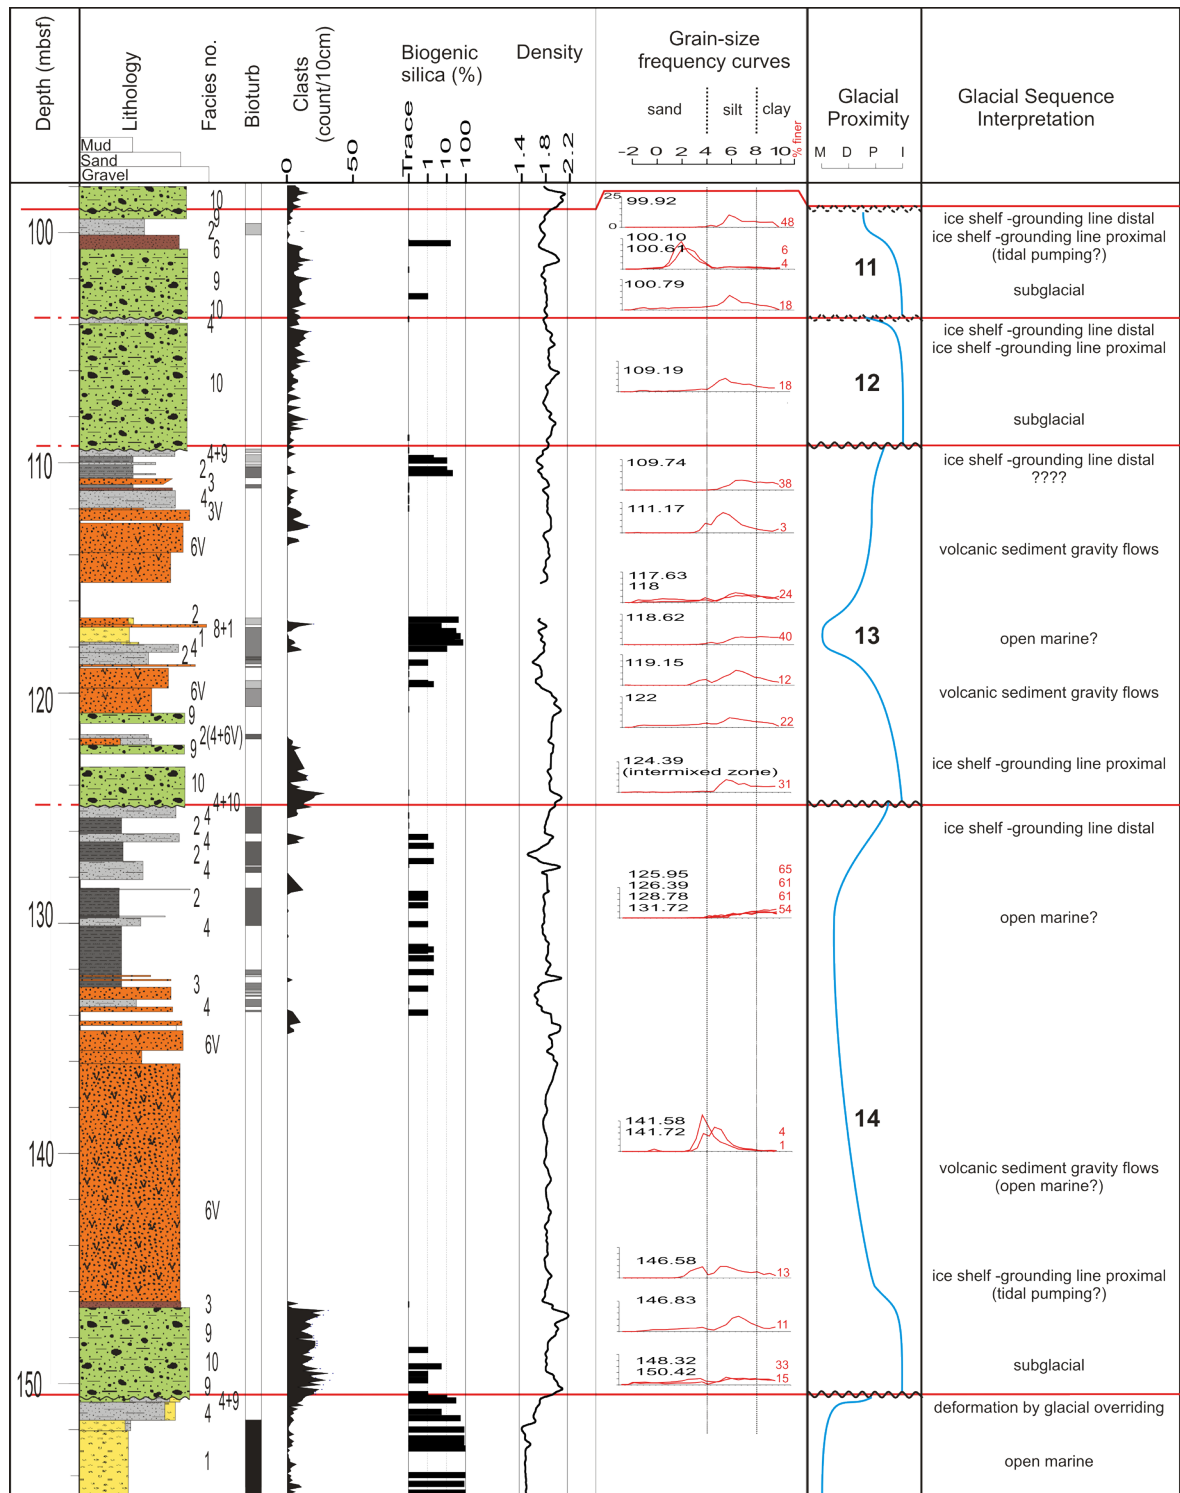 Depth (mbsf)
Lithology
Facies no.
Bioturb
Clasts
(count/10cm)
Biogenic
silica (%)
Density
Grain-size
frequency curves
Glacial
Proximity
Glacial Sequence
Interpretation
sand
silt
clay
Mud
Sand
Gravel
0
50
Trace
1
10
100
1.4
1.8
2.2
-2 0 2 4 6 8 10
% finer
M D P I
100
110
120
130
140
150
10
9
2
6
9
10
4
10
4+9
2
3
4
3V
6V
2
8+1
1
4
2
6V
9
2(4+6V)
9
10
4+10
4
2
4
2
4
2
4
3
4
6V
6V
3
9
10
9
4+9
4
1
25
0
99.92
48
100.10
100.61
6
4
100.79
18
109.19
18
109.74
38
111.17
3
117.63
118
24
118.62
40
119.15
12
122
22
124.39
(intermixed zone)
31
125.95
126.39
128.78
131.72
65
61
61
54
141.58
141.72
4
1
146.58
13
146.83
11
148.32
150.42
33
15
11
12
13
14
ice shelf -grounding line distal
ice shelf -grounding line proximal
(tidal pumping?)
subglacial
ice shelf -grounding line distal
ice shelf -grounding line proximal
subglacial
ice shelf -grounding line distal
????
volcanic sediment gravity flows
open marine?
volcanic sediment gravity flows
ice shelf -grounding line proximal
ice shelf -grounding line distal
open marine?
volcanic sediment gravity flows
(open marine?)
ice shelf -grounding line proximal
(tidal pumping?)
subglacial
deformation by glacial overriding
open marine